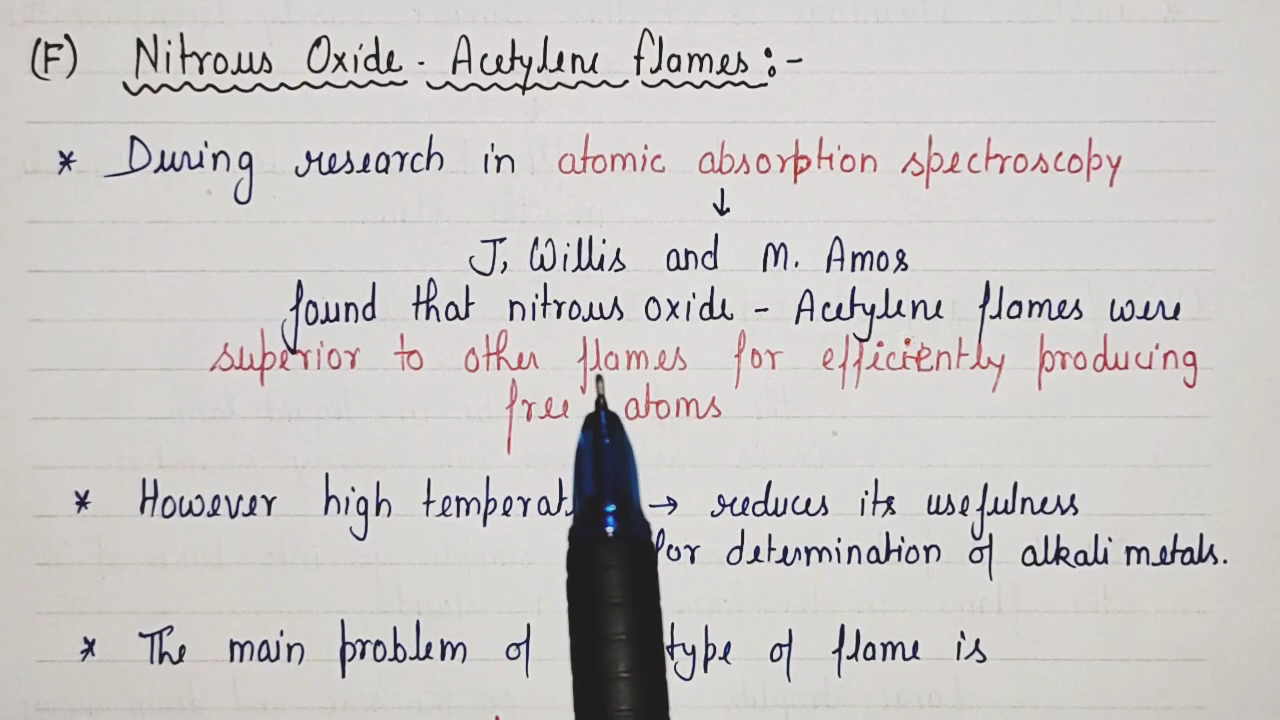 (F) Nitrous Oxide - Acetylene flames :-
* During research in atomic absorption spectroscopy
↓
J. Willis and M. Amos
found that nitrous oxide - Acetylene flames were
superior to other flames for efficiently producing
free atoms
* However high → reduces its usefulness
for determination of alkali metals.
* The main problem of type of flame is